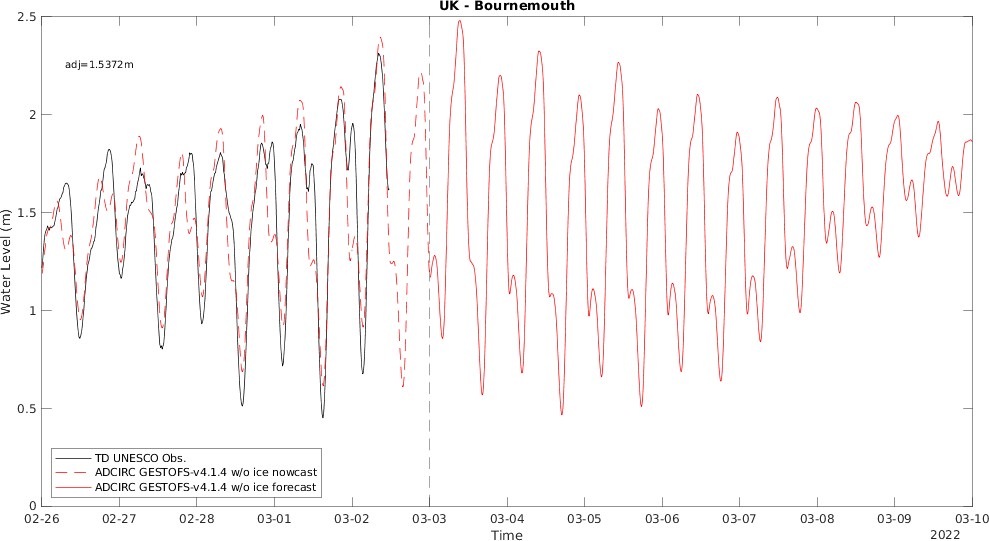 UK - Bournemouth
2.5
2
1.5
1
0.5
0
Water Level (m)
adj=1.5372m
TD UNESCO Obs.
ADCIRC GESTOFS-v4.1.4 w/o ice nowcast
ADCIRC GESTOFS-v4.1.4 w/o ice forecast
02-26 02-27 02-28 03-01 03-02 03-03 03-04 03-05 03-06 03-07 03-08 03-09 03-10
Time
2022